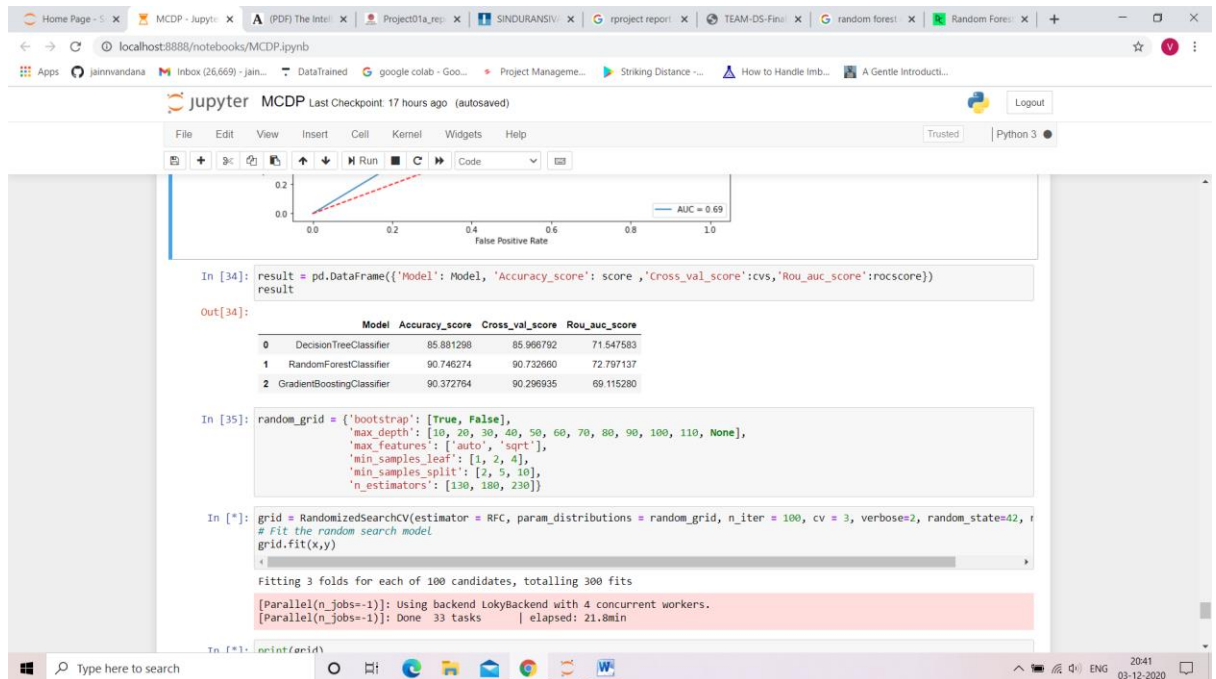 Home Page - S
MCDP - Jupyte
(PDF) The Intell
Project01a_rep
SINDURANSIVA
rproject report
TEAM-DS-Final
random forest
Random Forest
localhost:8888/notebooks/MCDP.ipynb
V
Apps
jainnvandana
Inbox (26,669) - jain...
DataTrained
google colab - Goo...
Project Manageme...
Striking Distance -...
How to Handle Imb...
A Gentle Introducti...
jupyter MCDP Last Checkpoint: 17 hours ago (autosaved)
Logout
File Edit View Insert Cell Kernel Widgets Help
Trusted
Python 3
Run
Code
0.2
0.0
AUC = 0.69
0.0 0.2 0.4 0.6 0.8 1.0
False Positive Rate
In [34]: result = pd.DataFrame({'Model': Model, 'Accuracy_score': score ,'Cross_val_score':cvs,'Rou_auc_score':rocscore})
result
Out[34]:
Model Accuracy_score Cross_val_score Rou_auc_score
0 DecisionTreeClassifier 85.881298 85.966792 71.547583
1 RandomForestClassifier 90.746274 90.732660 72.797137
2 GradientBoostingClassifier 90.372764 90.296935 69.115280
In [35]: random_grid = {'bootstrap': [True, False],
'max_depth': [10, 20, 30, 40, 50, 60, 70, 80, 90, 100, 110, None],
'max_features': ['auto', 'sqrt'],
'min_samples_leaf': [1, 2, 4],
'min_samples_split': [2, 5, 10],
'n_estimators': [130, 180, 230]}
In [*]: grid = RandomizedSearchCV(estimator = RFC, param_distributions = random_grid, n_iter = 100, cv = 3, verbose=2, random_state=42,
# Fit the random search model
grid.fit(x,y)
Fitting 3 folds for each of 100 candidates, totalling 300 fits
[Parallel(n_jobs=-1)]: Using backend LokyBackend with 4 concurrent workers.
[Parallel(n_jobs=-1)]: Done 33 tasks | elapsed: 21.8min
In [*]: print(grid)
Type here to search
ENG
20:41
03-12-2020